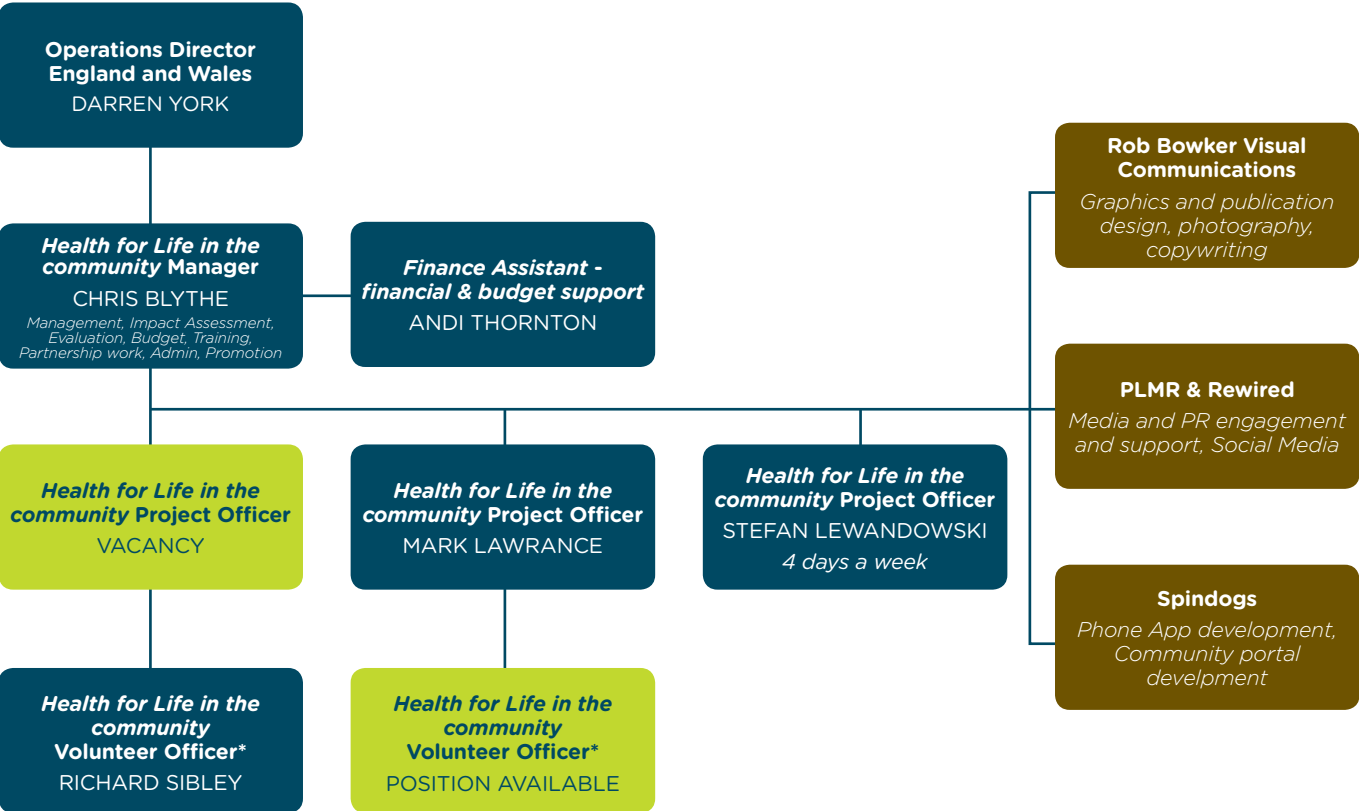 Operations Director
England and Wales
DARREN YORK
Health for Life in the
community Manager
CHRIS BLYTHE
Management, Impact Assessment,
Evaluation, Budget, Training,
Partnership work, Admin, Promotion
Finance Assistant -
financial & budget support
ANDI THORNTON
Rob Bowker Visual
Communications
Graphics and publication
design, photography,
copywriting
PLMR & Rewired
Media and PR engagement
and support, Social Media
Health for Life in the
community Project Officer
VACANCY
Health for Life in the
community Project Officer
MARK LAWRANCE
Health for Life in the
community Project Officer
STEFAN LEWANDOWSKI
4 days a week
Spindogs
Phone App development,
Community portal
develpment
Health for Life in the
community
Volunteer Officer*
RICHARD SIBLEY
Health for Life in the
community
Volunteer Officer*
POSITION AVAILABLE